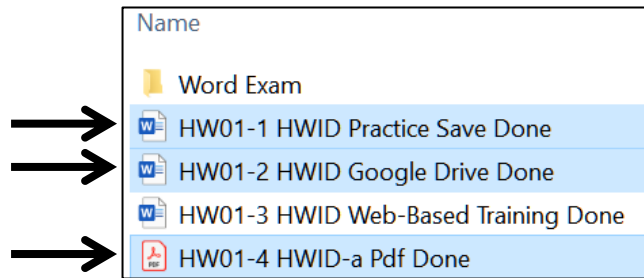 Name
Word Exam
W HW01-1 HWID Practice Save Done
W HW01-2 HWID Google Drive Done
W HW01-3 HWID Web-Based Training Done
PDF HW01-4 HWID-a Pdf Done